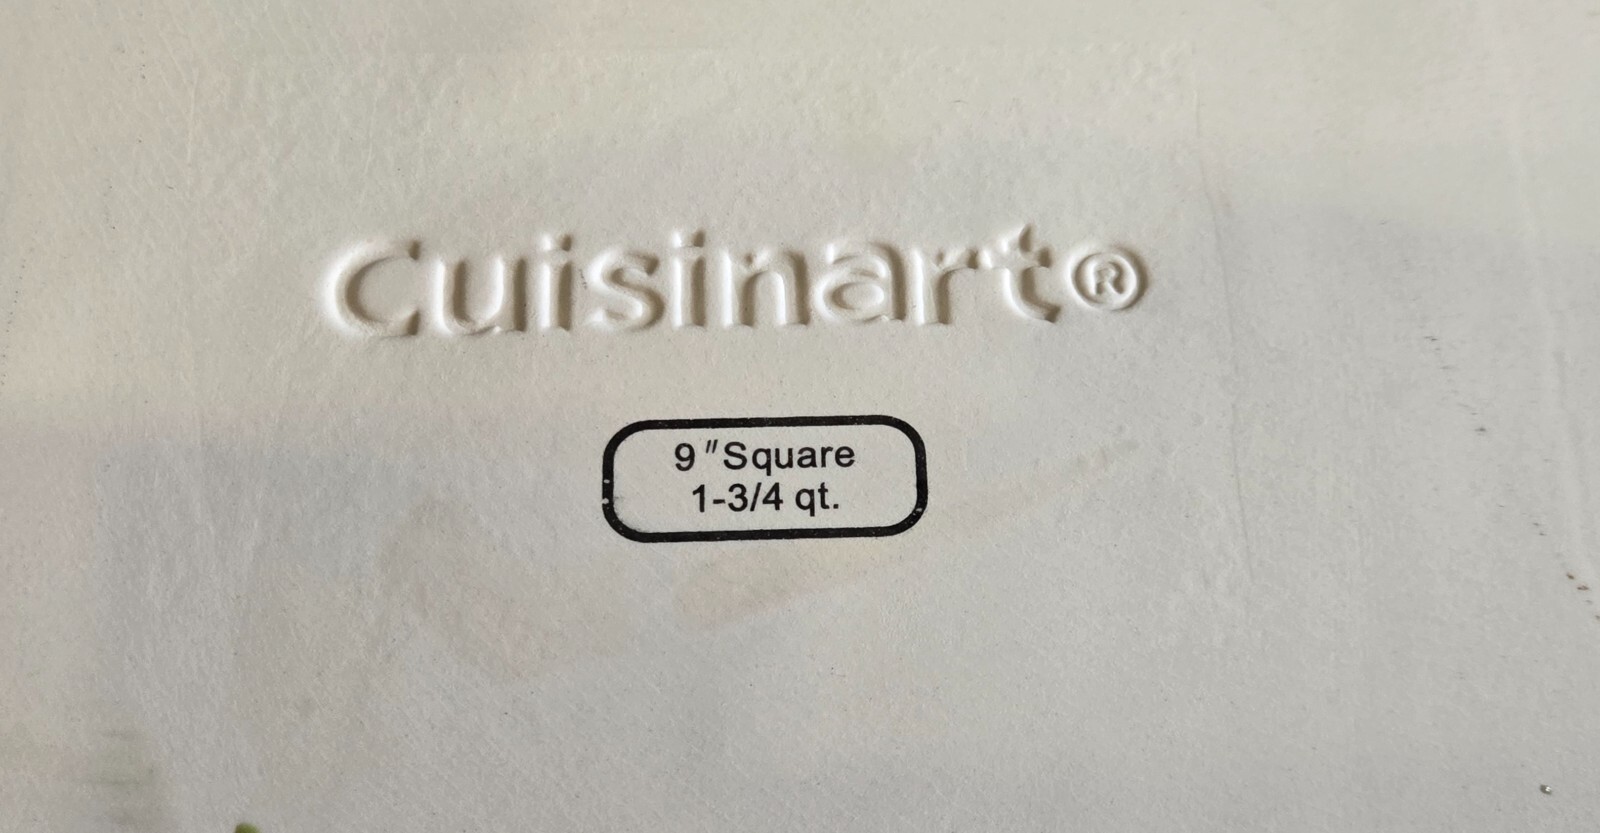 Cuisinart®
9"Square
1-3/4 qt.